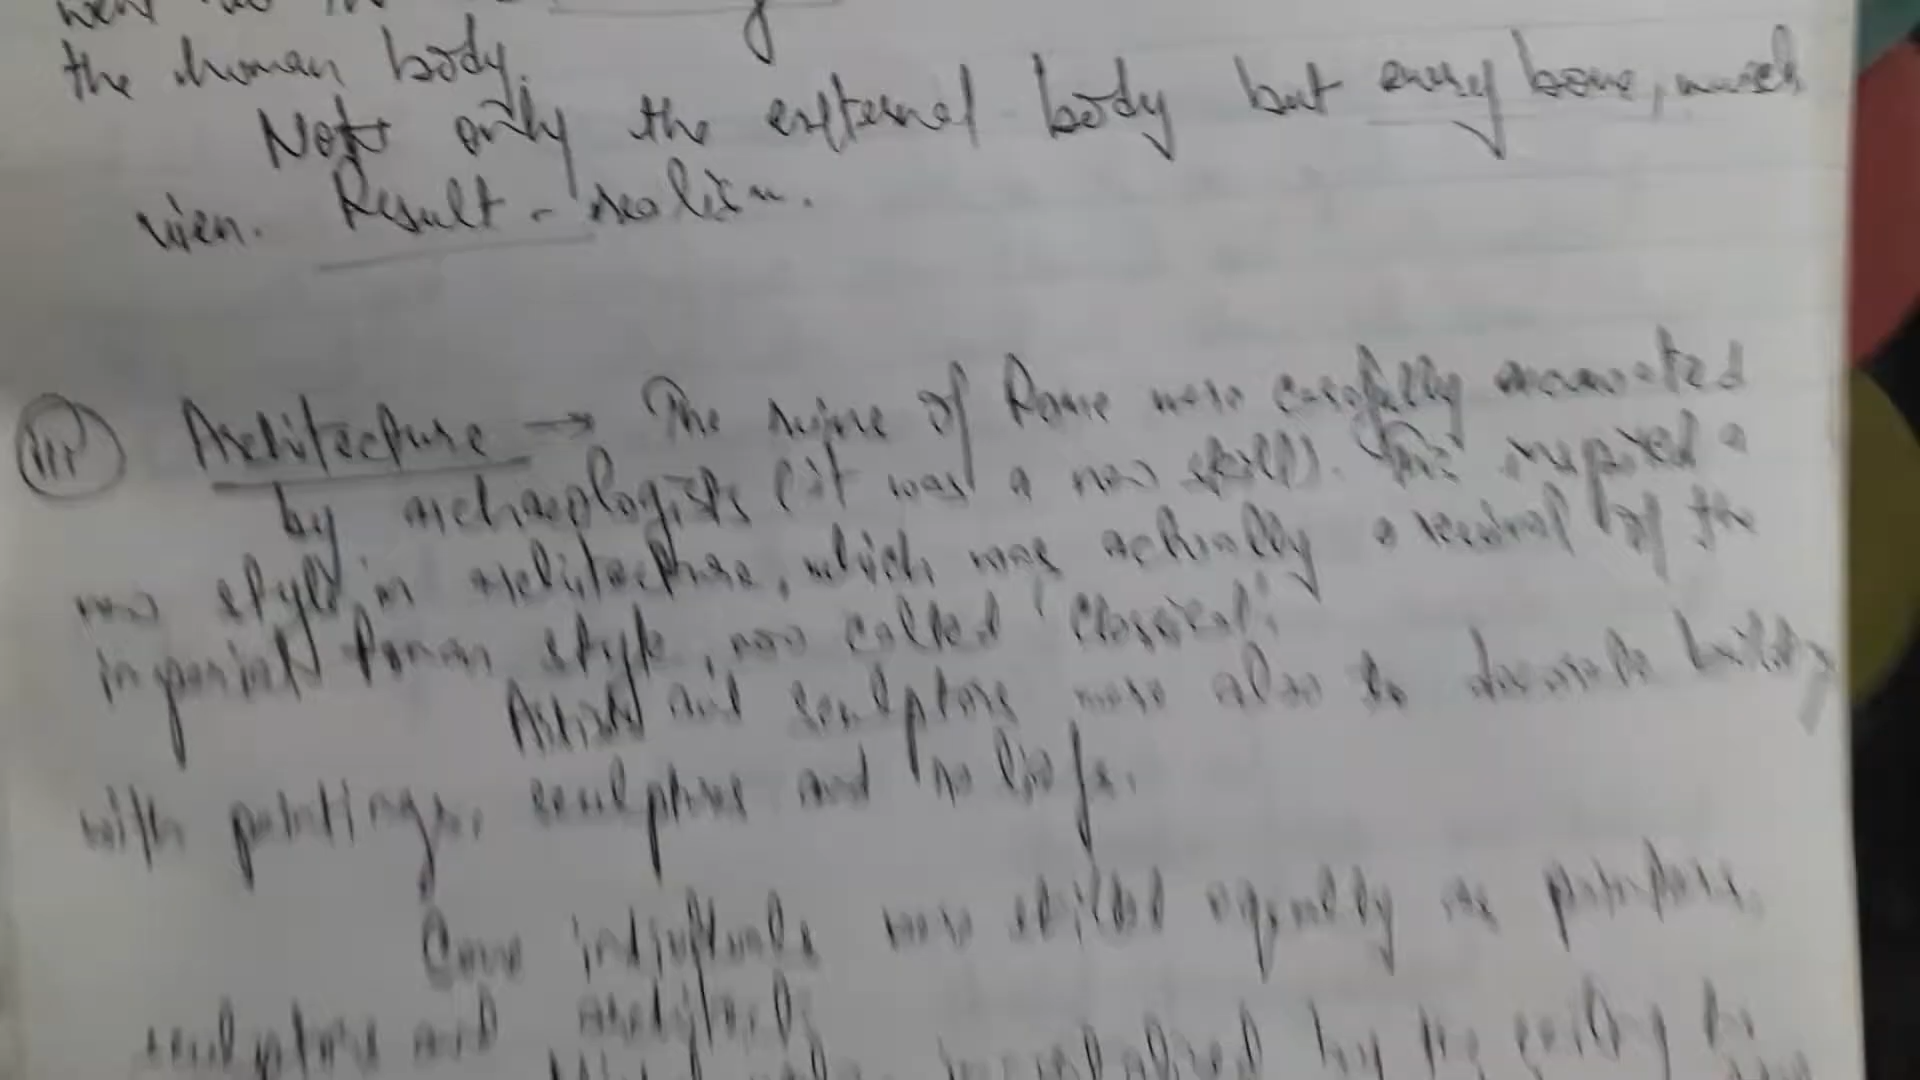 the human body.
Not only the external body but every bone, musch
vien. Result - realism.
(iii) Architecture → The ruins of Rome were carefully excavated
by archaeologists (it was a new skill). This inspired a
new style in architecture, which was actually a revival of the
imperial Roman style, now called 'classical'.
Artists and sculptors were also to decorate buildings
with paintings, sculptures and reliefs.
Some individuals were skilled equally as painters,
sculptors and architects
by the